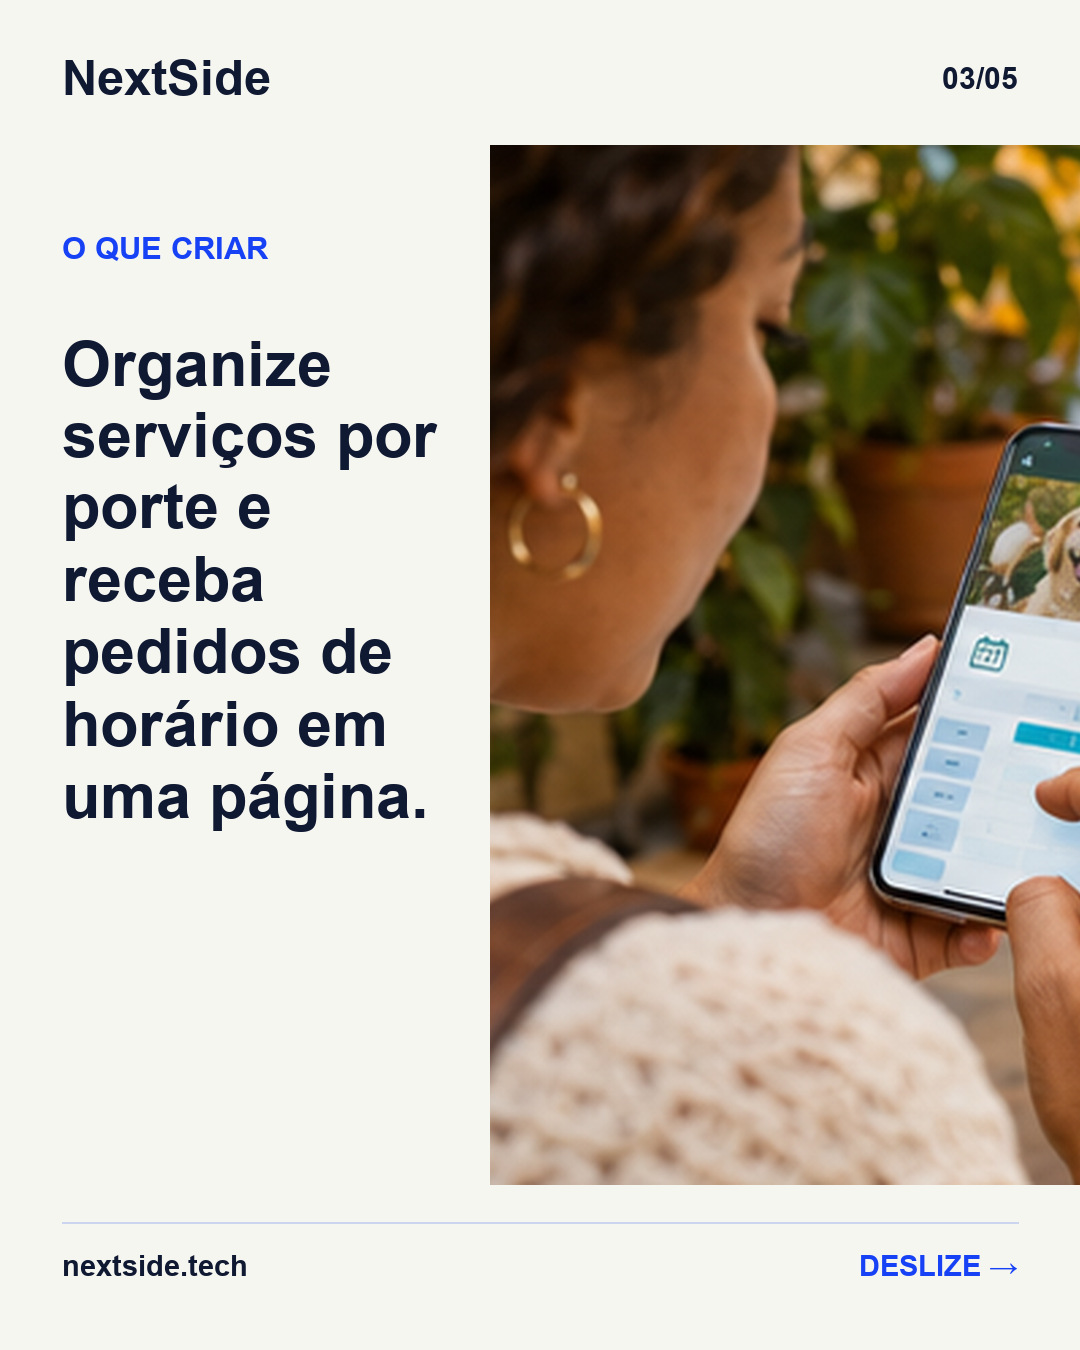 NextSide
03/05
O QUE CRIAR
Organize
serviços por
porte e
receba
pedidos de
horário em
uma página.
nextside.tech
DESLIZE →